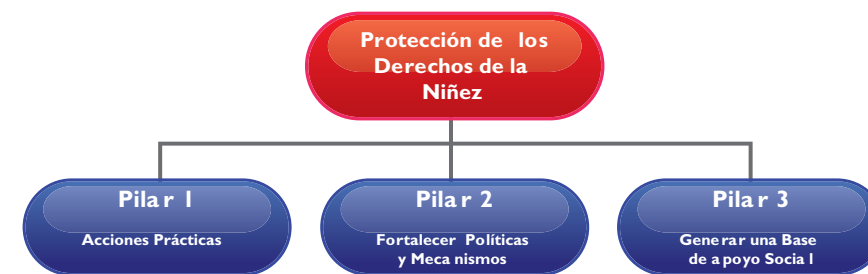 Protección de los
Derechos de la
Niñez
Pilar 1
Acciones Prácticas
Pilar 2
Fortalecer Políticas
y Mecanismos
Pilar 3
Generar una Base
de apoyo Social